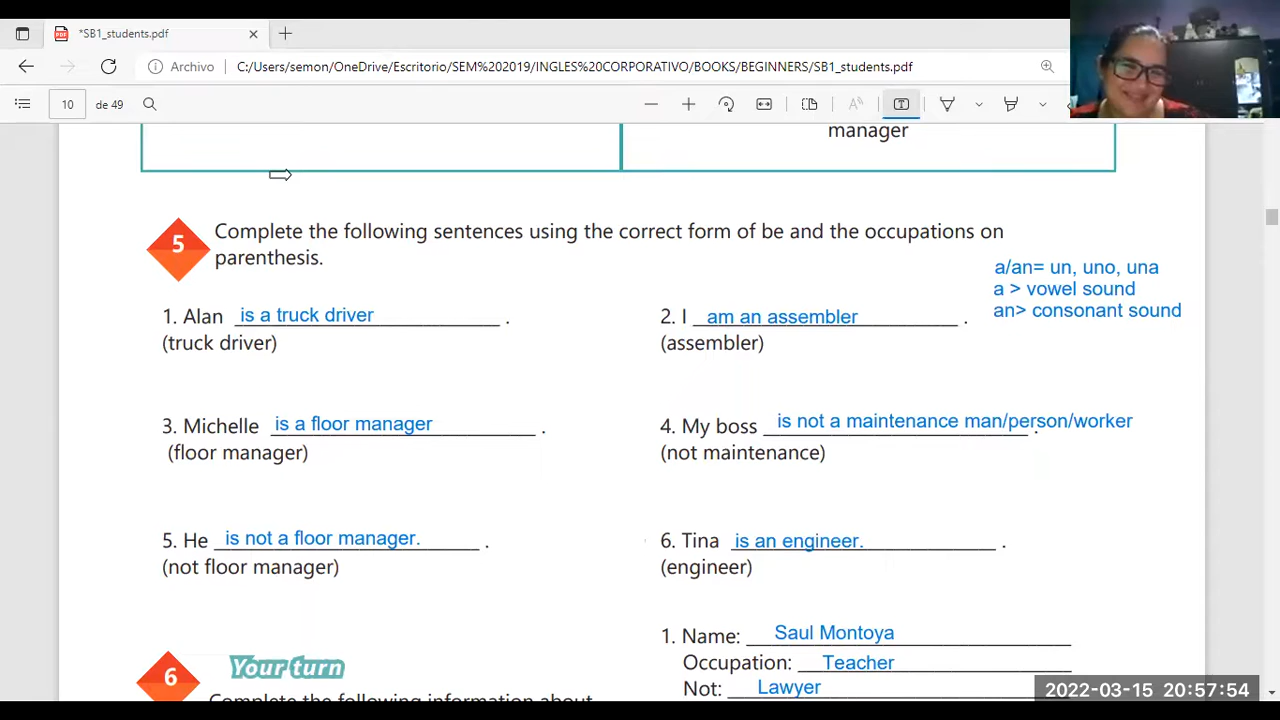 *SB1_students.pdf
Archivo C:/Users/semon/OneDrive/Escritorio/SEM%202019/INGLES%20CORPORATIVO/BOOKS/BEGINNERS/SB1_students.pdf
10 de 49
manager
5 Complete the following sentences using the correct form of be and the occupations on
parenthesis.
a/an= un, uno, una
a > vowel sound
an> consonant sound
1. Alan is a truck driver.
(truck driver)
2. I am an assembler.
(assembler)
3. Michelle is a floor manager.
(floor manager)
4. My boss is not a maintenance man/person/worker.
(not maintenance)
5. He is not a floor manager. .
(not floor manager)
6. Tina is an engineer. .
(engineer)
6 Your turn
Complete the following information about
1. Name: Saul Montoya
Occupation: Teacher
Not: Lawyer
2022-03-15 20:57:54